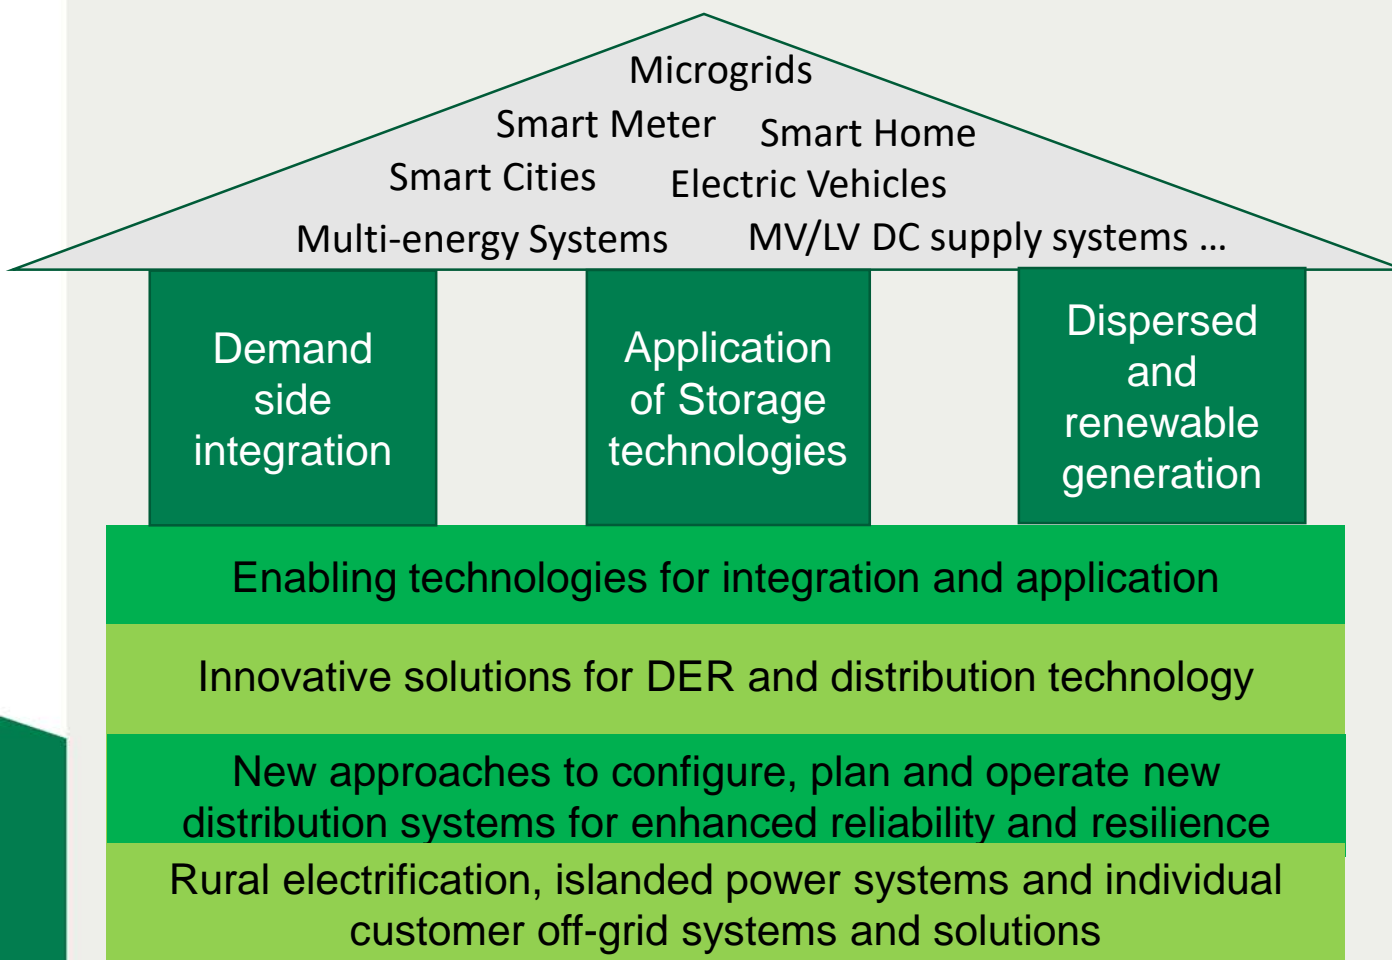 Microgrids
Smart Meter
Smart Home
Smart Cities
Electric Vehicles
Multi-energy Systems
MV/LV DC supply systems ...
Demand
side
integration
Application
of Storage
technologies
Dispersed
and
renewable
generation
Enabling technologies for integration and application
Innovative solutions for DER and distribution technology
New approaches to configure, plan and operate new
distribution systems for enhanced reliability and resilience
Rural electrification, islanded power systems and individual
customer off-grid systems and solutions